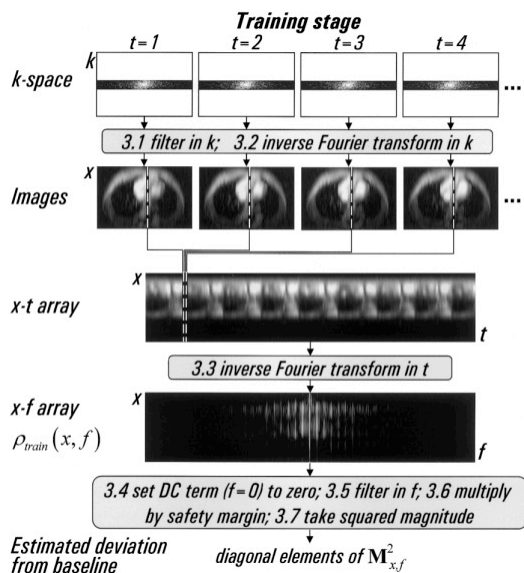 Training stage
t=1 t=2 t=3 t=4
k
k-space
...
3.1 filter in k; 3.2 inverse Fourier transform in k
x
Images
...
x
x-t array
t
3.3 inverse Fourier transform in t
x-f array
x
ρtrain(x, f)
f
3.4 set DC term (f=0) to zero; 3.5 filter in f; 3.6 multiply
by safety margin; 3.7 take squared magnitude
Estimated deviation
from baseline
diagonal elements of M²x,f